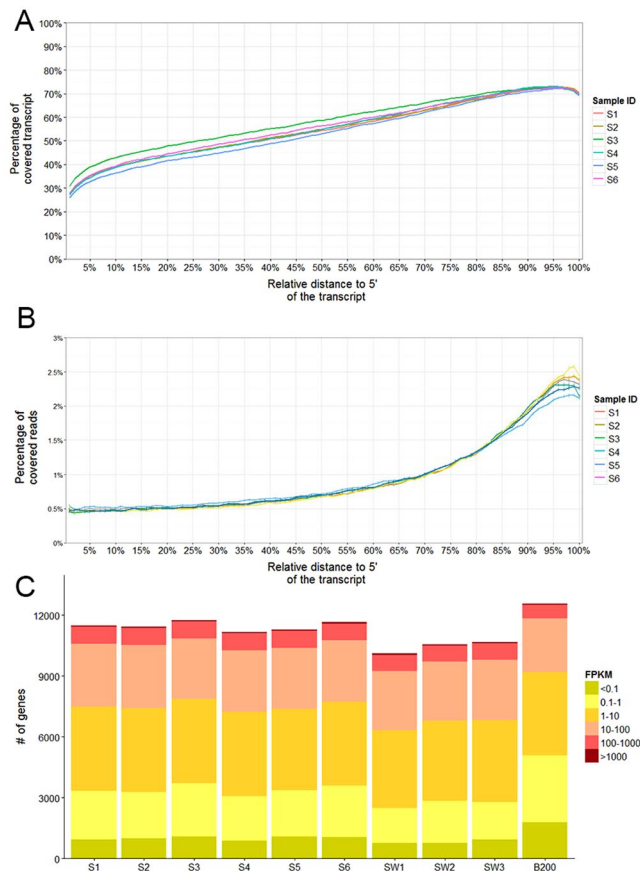 A
100%
90%
80%
70%
60%
50%
40%
30%
20%
10%
0%
Percentage of
covered transcript
5% 10% 15% 20% 25% 30% 35% 40% 45% 50% 55% 60% 65% 70% 75% 80% 85% 90% 95% 100%
Relative distance to 5'
of the transcript
Sample ID
S1
S2
S3
S4
S5
S6
B
3%
2.5%
2%
1.5%
1%
0.5%
0%
Percentage of
covered reads
5% 10% 15% 20% 25% 30% 35% 40% 45% 50% 55% 60% 65% 70% 75% 80% 85% 90% 95% 100%
Relative distance to 5'
of the transcript
Sample ID
S1
S2
S3
S4
S5
S6
C
12000
9000
6000
3000
0
# of genes
S1 S2 S3 S4 S5 S6 SW1 SW2 SW3 B200
FPKM
<0.1
0.1-1
1-10
10-100
100-1000
>1000